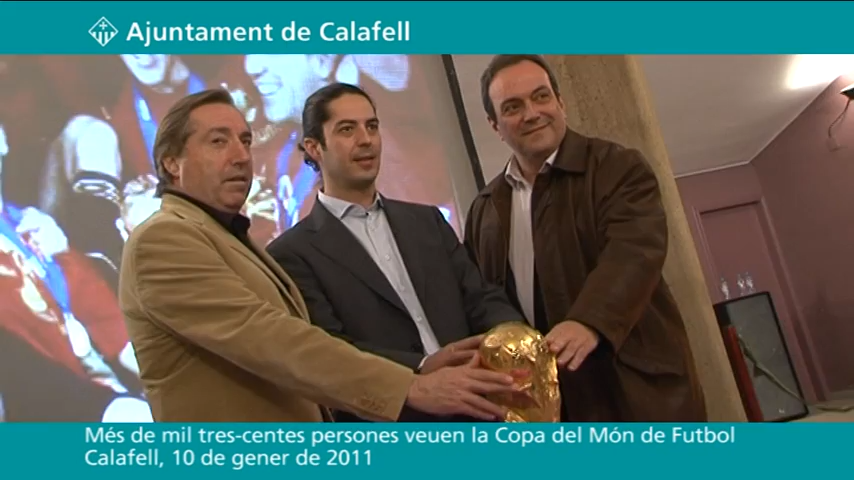 Ajuntament de Calafell
Més de mil tres-centes persones veuen la Copa del Món de Futbol
Calafell, 10 de gener de 2011